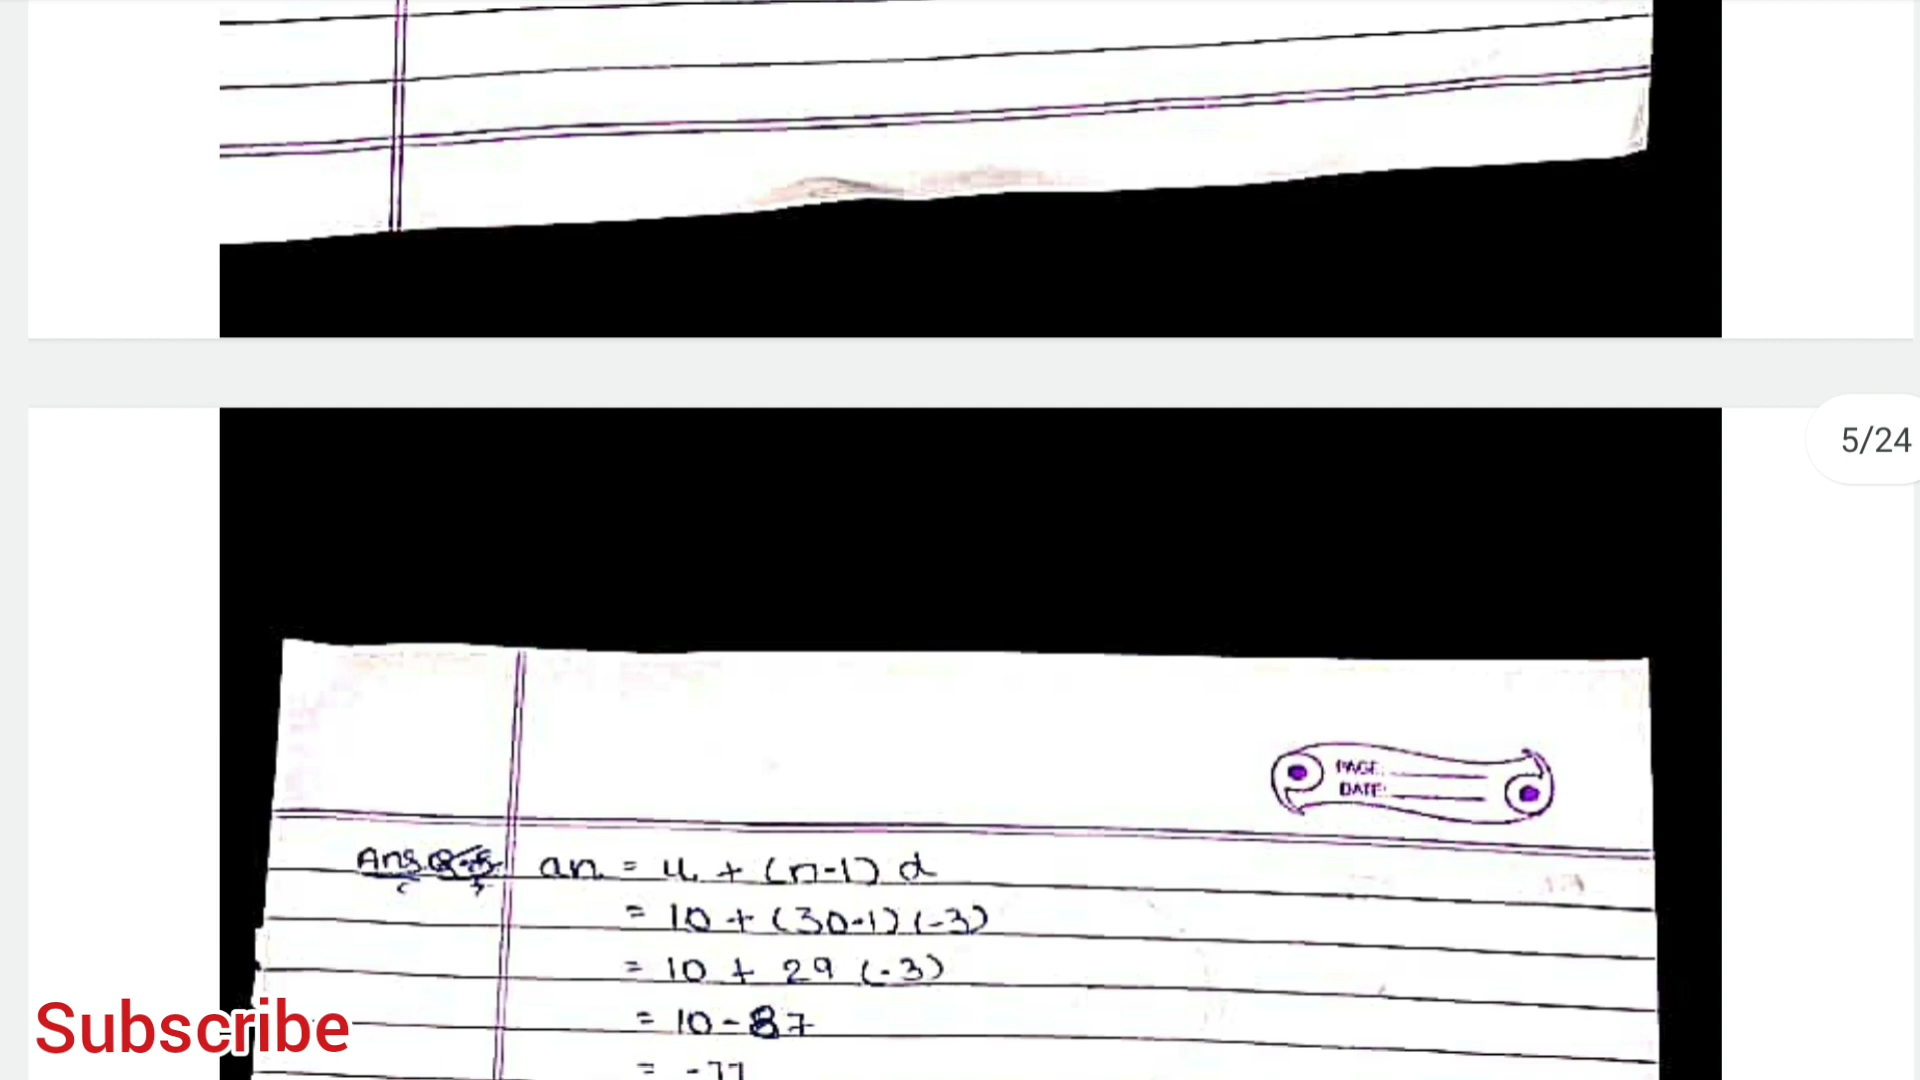 5/24
PAGE:
DATE:
Ans an = a + (n-1) d
= 10 + (30-1) (-3)
= 10 + 29 (-3)
= 10 - 87
= -77
Subscribe